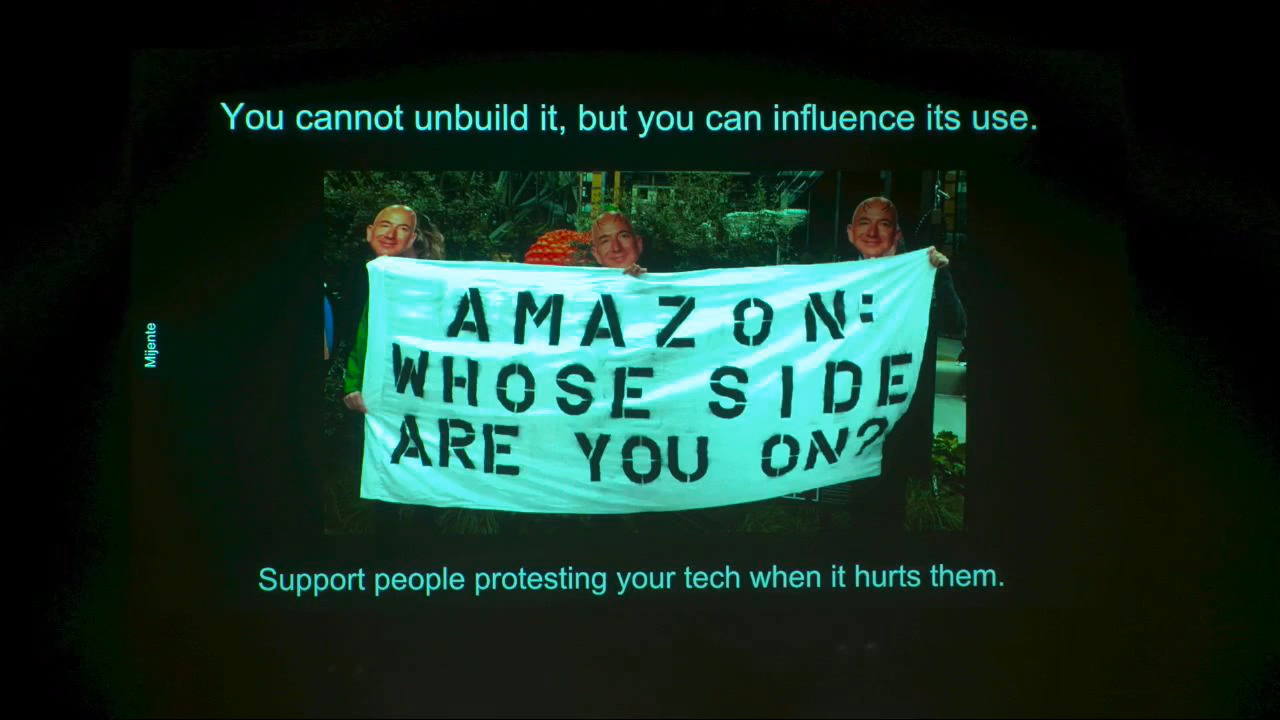 You cannot unbuild it, but you can influence its use.
Mijente
AMAZON:
WHOSE SIDE
ARE YOU ON?
Support people protesting your tech when it hurts them.